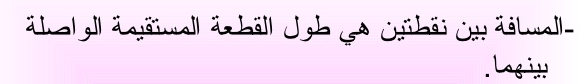 -المسافة بين نقطتين هي طول القطعة المستقيمة الواصلة
بينهما.